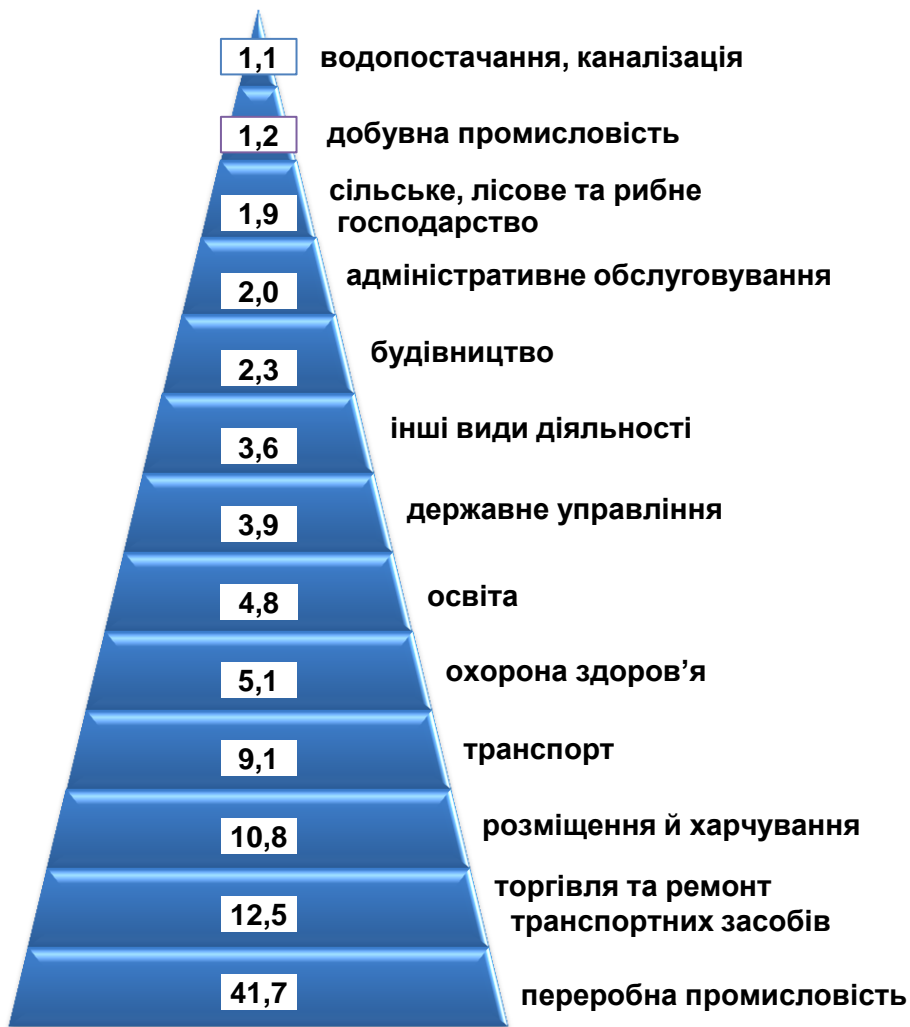 1,1 водопостачання, каналізація
1,2 добувна промисловість
сільське, лісове та рибне
1,9 господарство
2,0 адміністративне обслуговування
2,3 будівництво
3,6 інші види діяльності
3,9 державне управління
4,8 освіта
5,1 охорона здоров’я
9,1 транспорт
10,8 розміщення й харчування
торгівля та ремонт
12,5 транспортних засобів
41,7 переробна промисловість